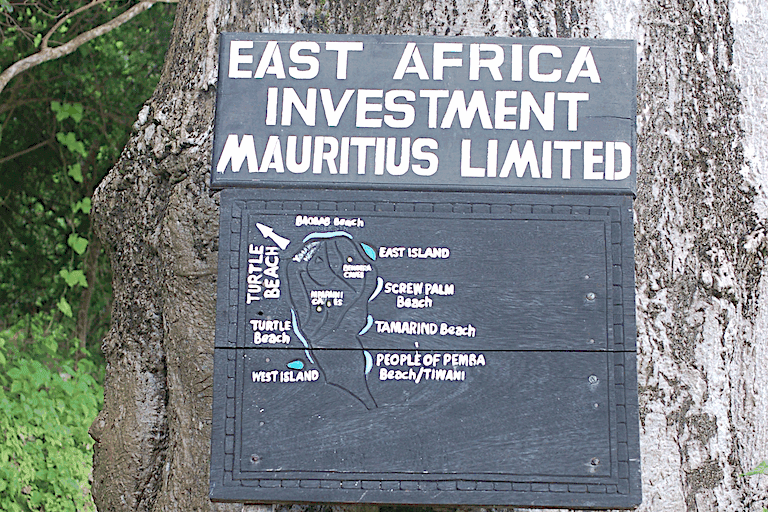 EAST AFRICA
INVESTMENT
MAURITIUS LIMITED
BAOBAB Beach
TURTLE
BEACH
EAST ISLAND
SCREW PALM
Beach
TURTLE
Beach
TAMARIND Beach
PEOPLE OF PEMBA
Beach/TIWANI
WEST ISLAND